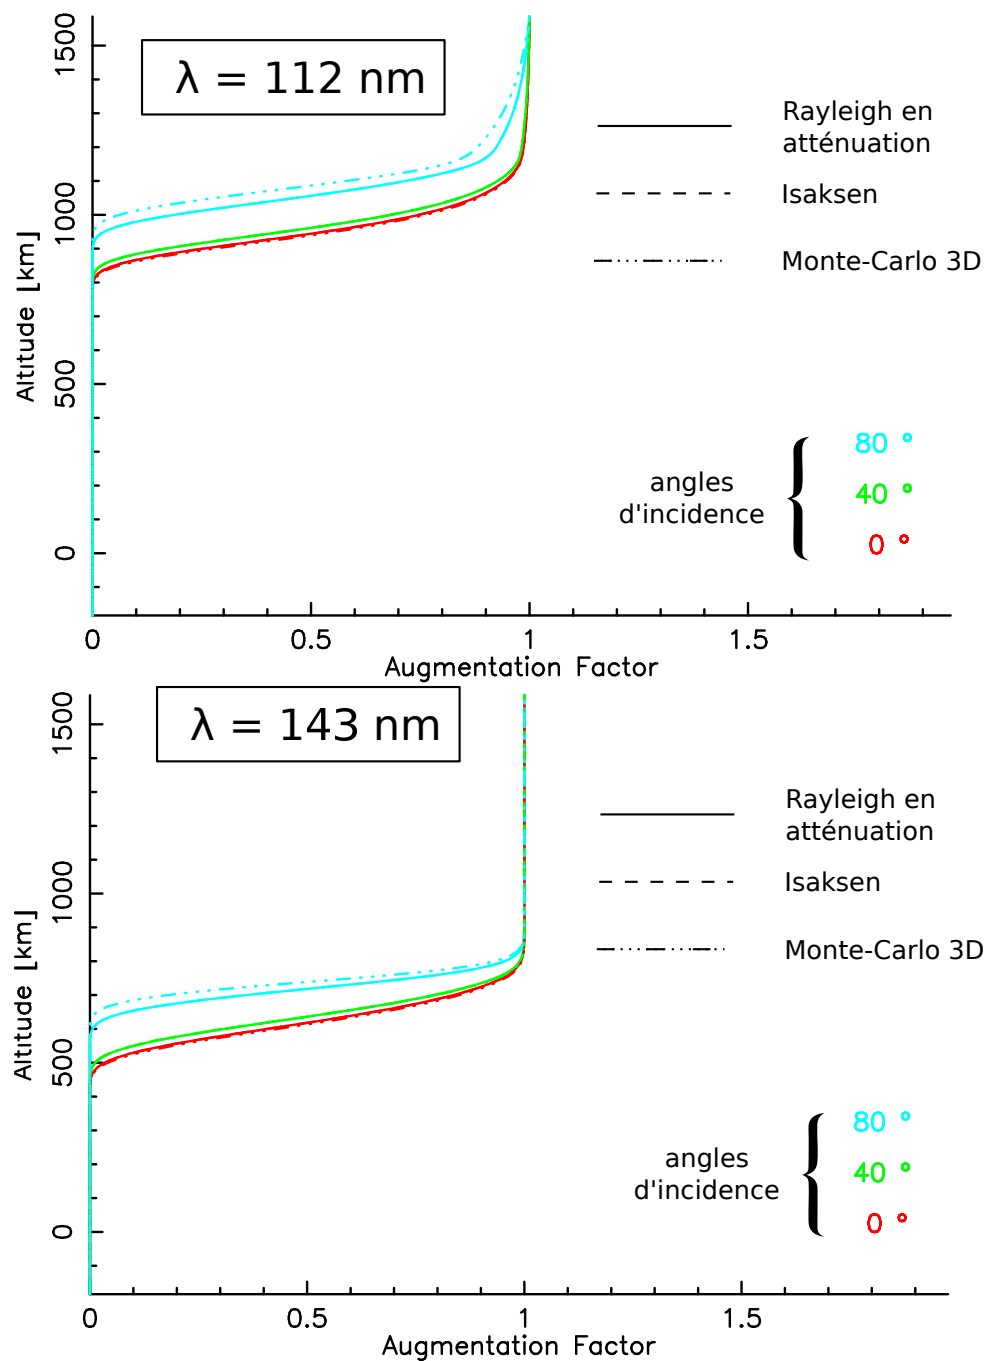 1500
λ = 112 nm
Rayleigh en
atténuation
Isaksen
1000
Monte-Carlo 3D
Altitude [km]
500
80 °
angles
40 °
d'incidence
0 °
0
0 0.5 1 1.5
Augmentation Factor
1500
λ = 143 nm
Rayleigh en
atténuation
Isaksen
1000
Monte-Carlo 3D
Altitude [km]
500
80 °
angles
40 °
d'incidence
0 °
0
0 0.5 1 1.5
Augmentation Factor